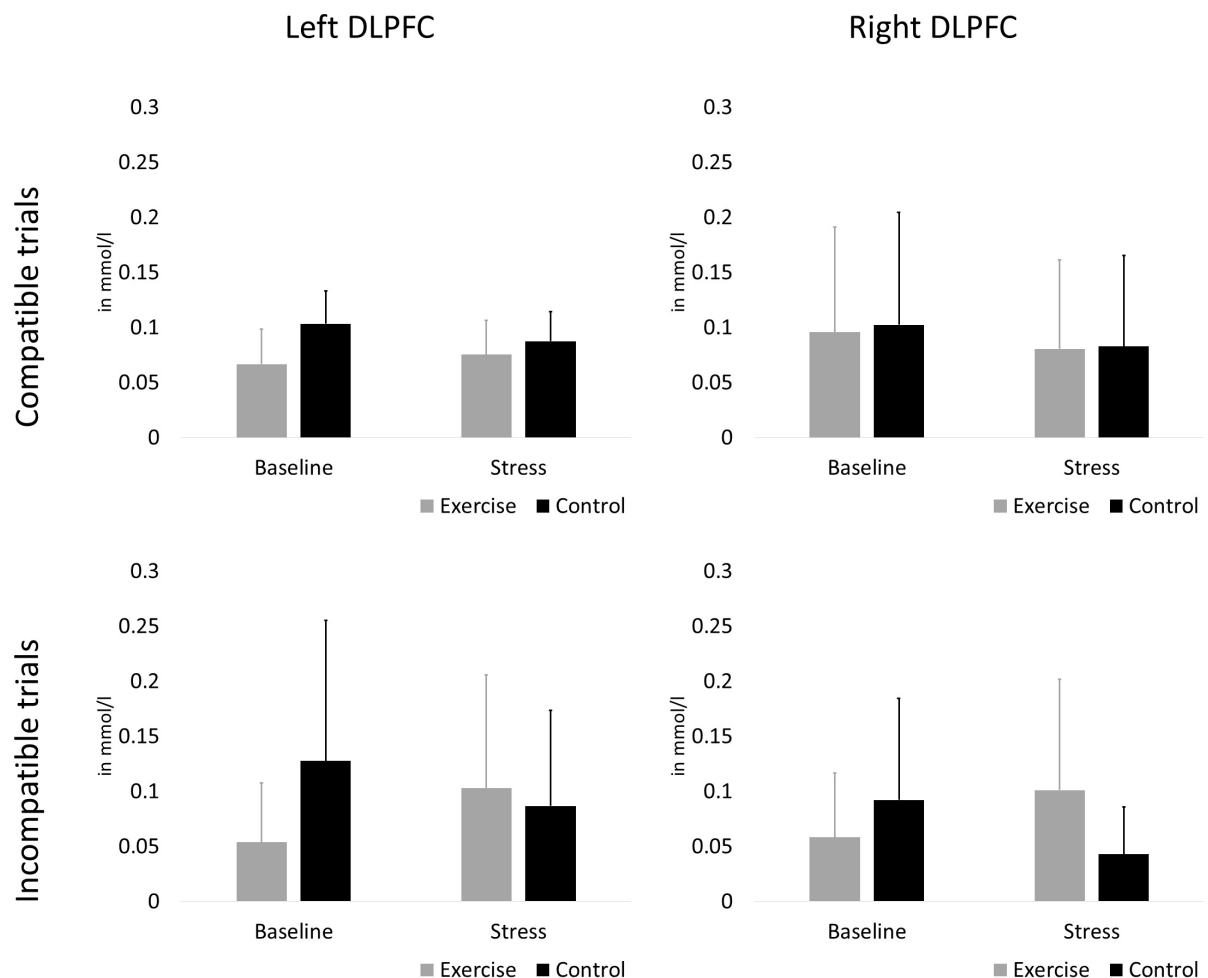 Left DLPFC
Right DLPFC
Compatible trials
in mmol/l
0.3
0.25
0.2
0.15
0.1
0.05
0
Baseline Stress
Exercise Control
in mmol/l
0.3
0.25
0.2
0.15
0.1
0.05
0
Baseline Stress
Exercise Control
Incompatible trials
in mmol/l
0.3
0.25
0.2
0.15
0.1
0.05
0
Baseline Stress
Exercise Control
in mmol/l
0.3
0.25
0.2
0.15
0.1
0.05
0
Baseline Stress
Exercise Control